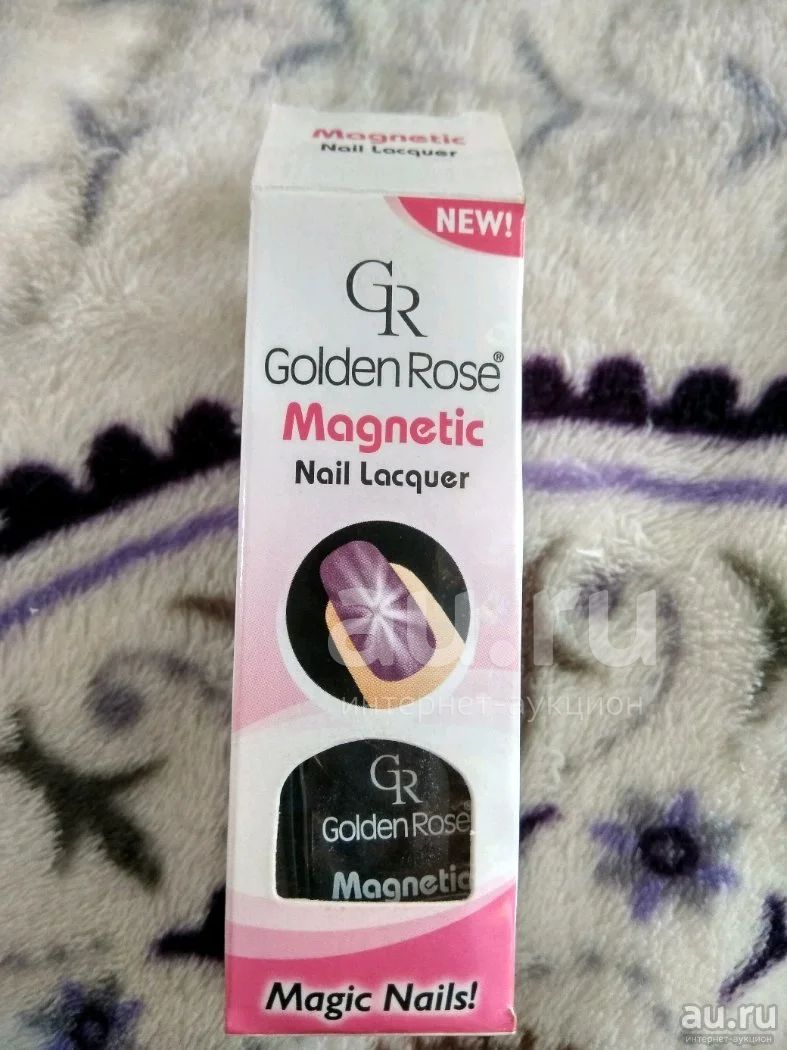 Magnetic
Nail Lacquer
NEW!
GR
Golden Rose®
Magnetic
Nail Lacquer
au.ru
интернет-аукцион
GR
Golden Rose
Magnetic
Magic Nails!
au.ru
интернет-аукцион